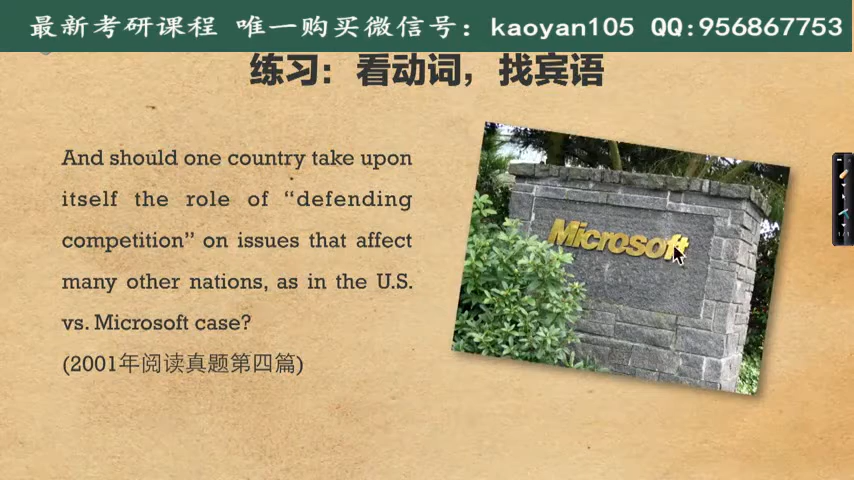 最新考研课程 唯一购买微信号：kaoyan105 QQ:956867753
练习：看动词，找宾语
And should one country take upon
itself the role of “defending
competition” on issues that affect
many other nations, as in the U.S.
vs. Microsoft case?
(2001年阅读真题第四篇)
Microsoft